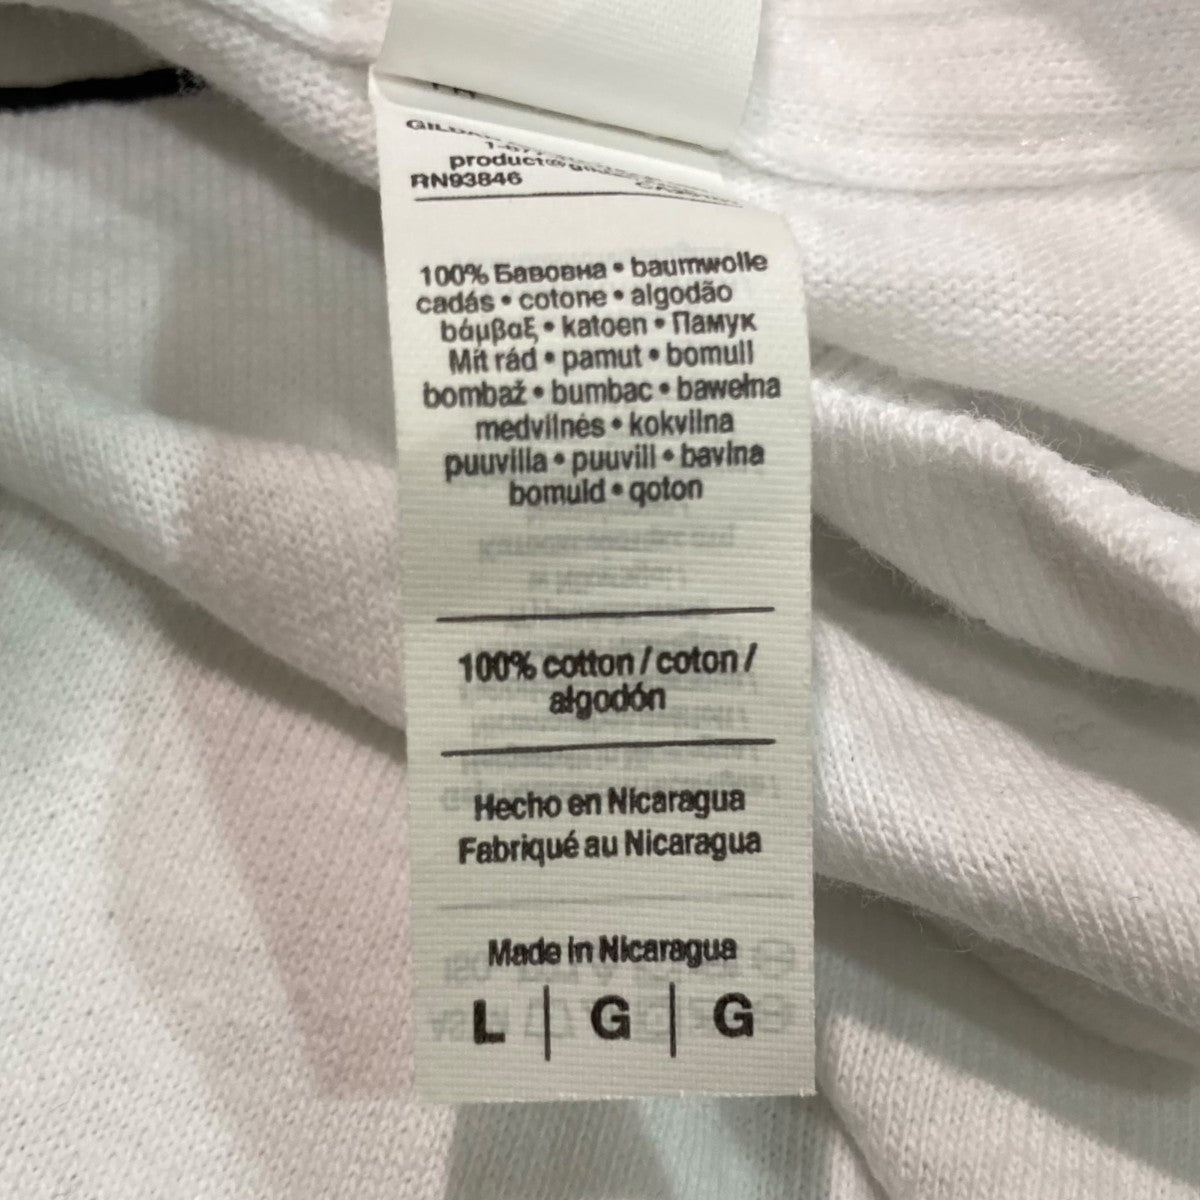 RN93846
100% Бавовна • baumwolle
cadás • cotone • algodão
bάμβαξ • katoen • Памук
Mít rád • pamut • bomull
bombaž • bumbac • bawełna
medvilnės • kokvilna
puuvilla • puuvill • bavlna
bomuld • qoton
100% cotton / coton /
algodón
Hecho en Nicaragua
Fabriqué au Nicaragua
Made in Nicaragua
L | G | G